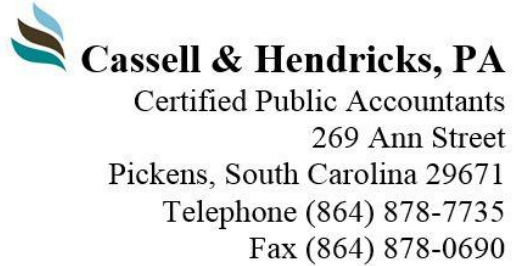 Cassell & Hendricks, PA
Certified Public Accountants
269 Ann Street
Pickens, South Carolina 29671
Telephone (864) 878-7735
Fax (864) 878-0690